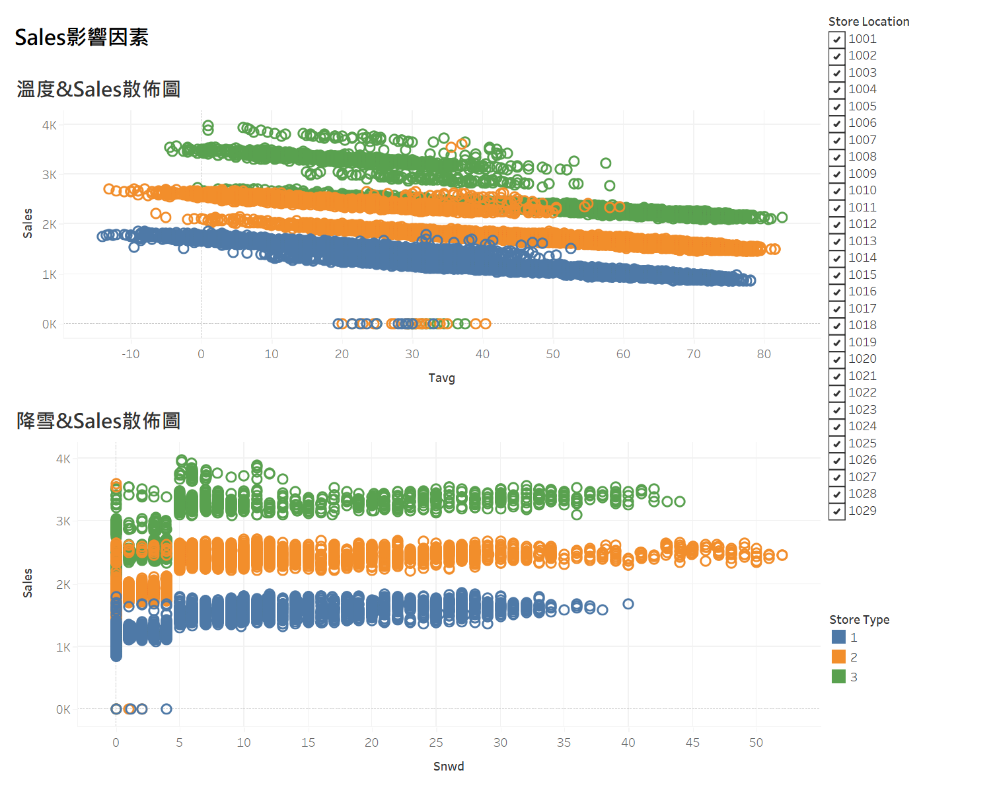 Sales影響因素
溫度&Sales散佈圖
4K
3K
2K
1K
0K
Sales
-10 0 10 20 30 40 50 60 70 80
Tavg
降雪&Sales散佈圖
4K
3K
2K
1K
0K
Sales
0 5 10 15 20 25 30 35 40 45 50
Snwd
Store Location
1001
1002
1003
1004
1005
1006
1007
1008
1009
1010
1011
1012
1013
1014
1015
1016
1017
1018
1019
1020
1021
1022
1023
1024
1025
1026
1027
1028
1029
Store Type
1
2
3